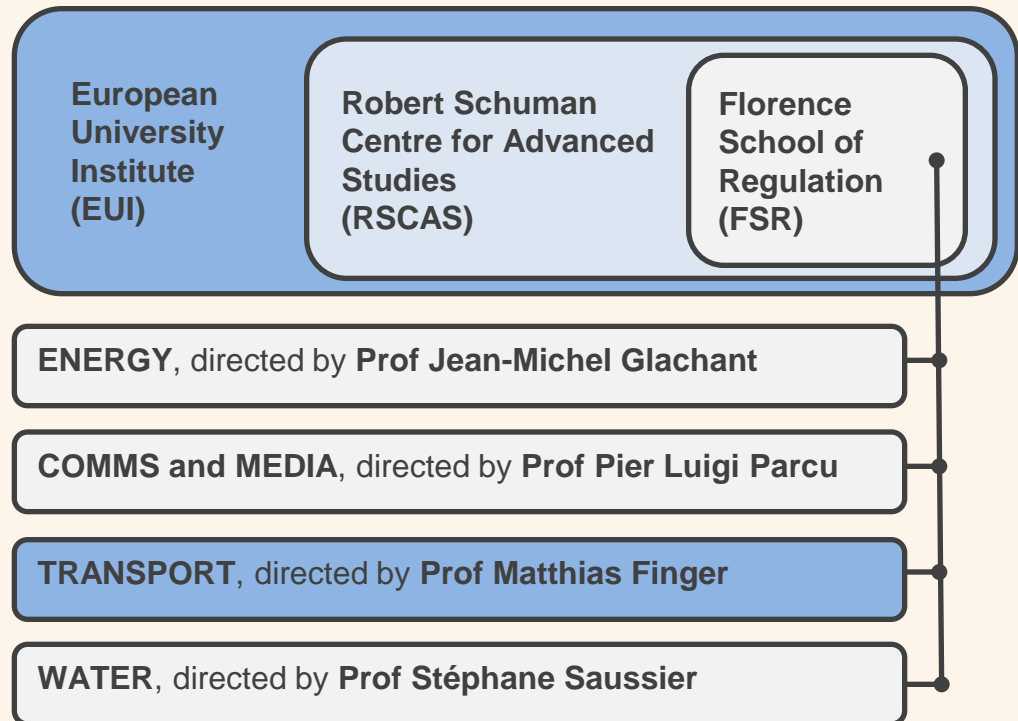 European
University
Institute
(EUI)
Robert Schuman
Centre for Advanced
Studies
(RSCAS)
Florence
School of
Regulation
(FSR)
ENERGY, directed by Prof Jean-Michel Glachant
COMMS and MEDIA, directed by Prof Pier Luigi Parcu
TRANSPORT, directed by Prof Matthias Finger
WATER, directed by Prof Stéphane Saussier